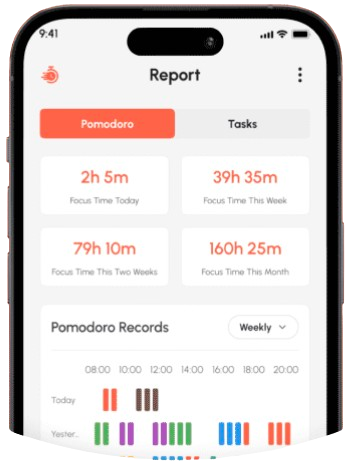 9:41
Report
Pomodoro Tasks
2h 5m 39h 35m
Focus Time Today Focus Time This Week
79h 10m 160h 25m
Focus Time This Two Weeks Focus Time This Month
Pomodoro Records Weekly
08:00 10:00 12:00 14:00 16:00 18:00 20:00
Today
Yester..